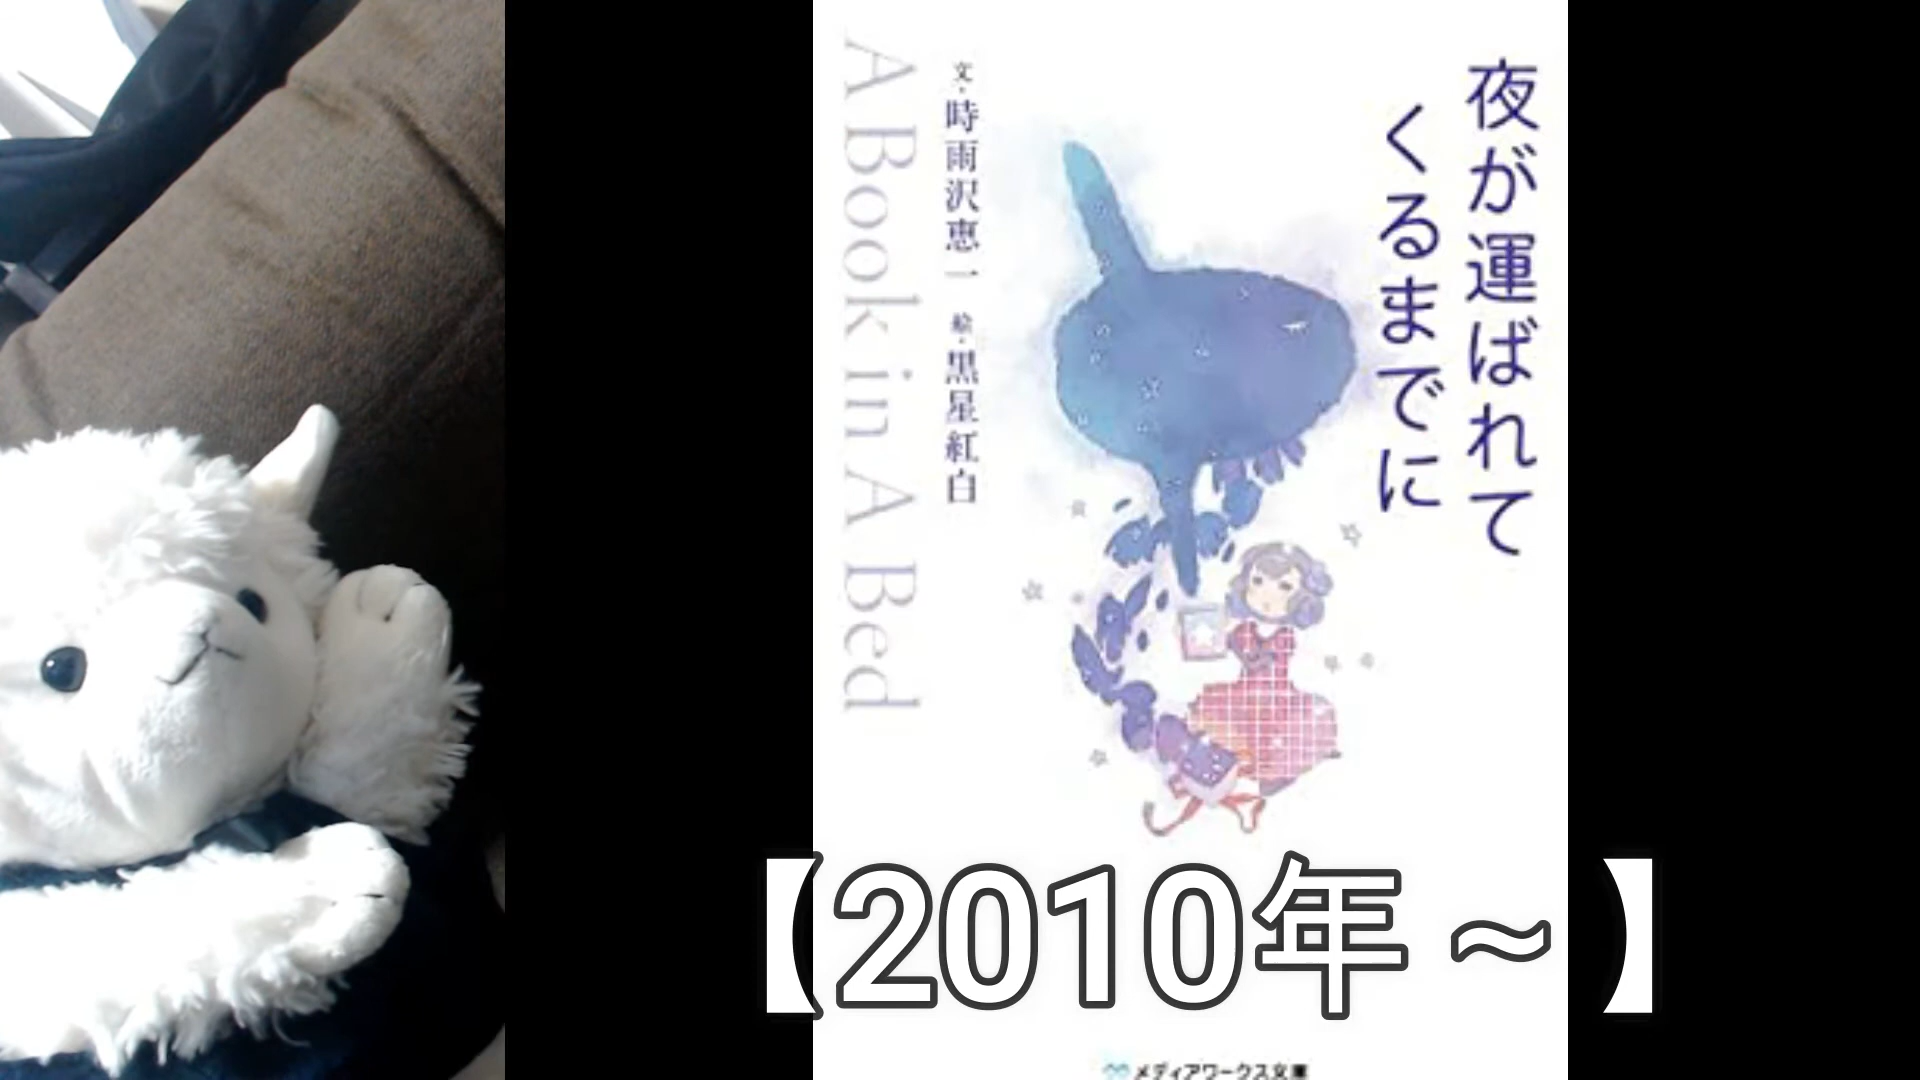 夜が運ばれて
くるまでに
文・時雨沢恵一 絵・黒星紅白
A Book in A Bed
【2010年~】
メディアワークス文庫